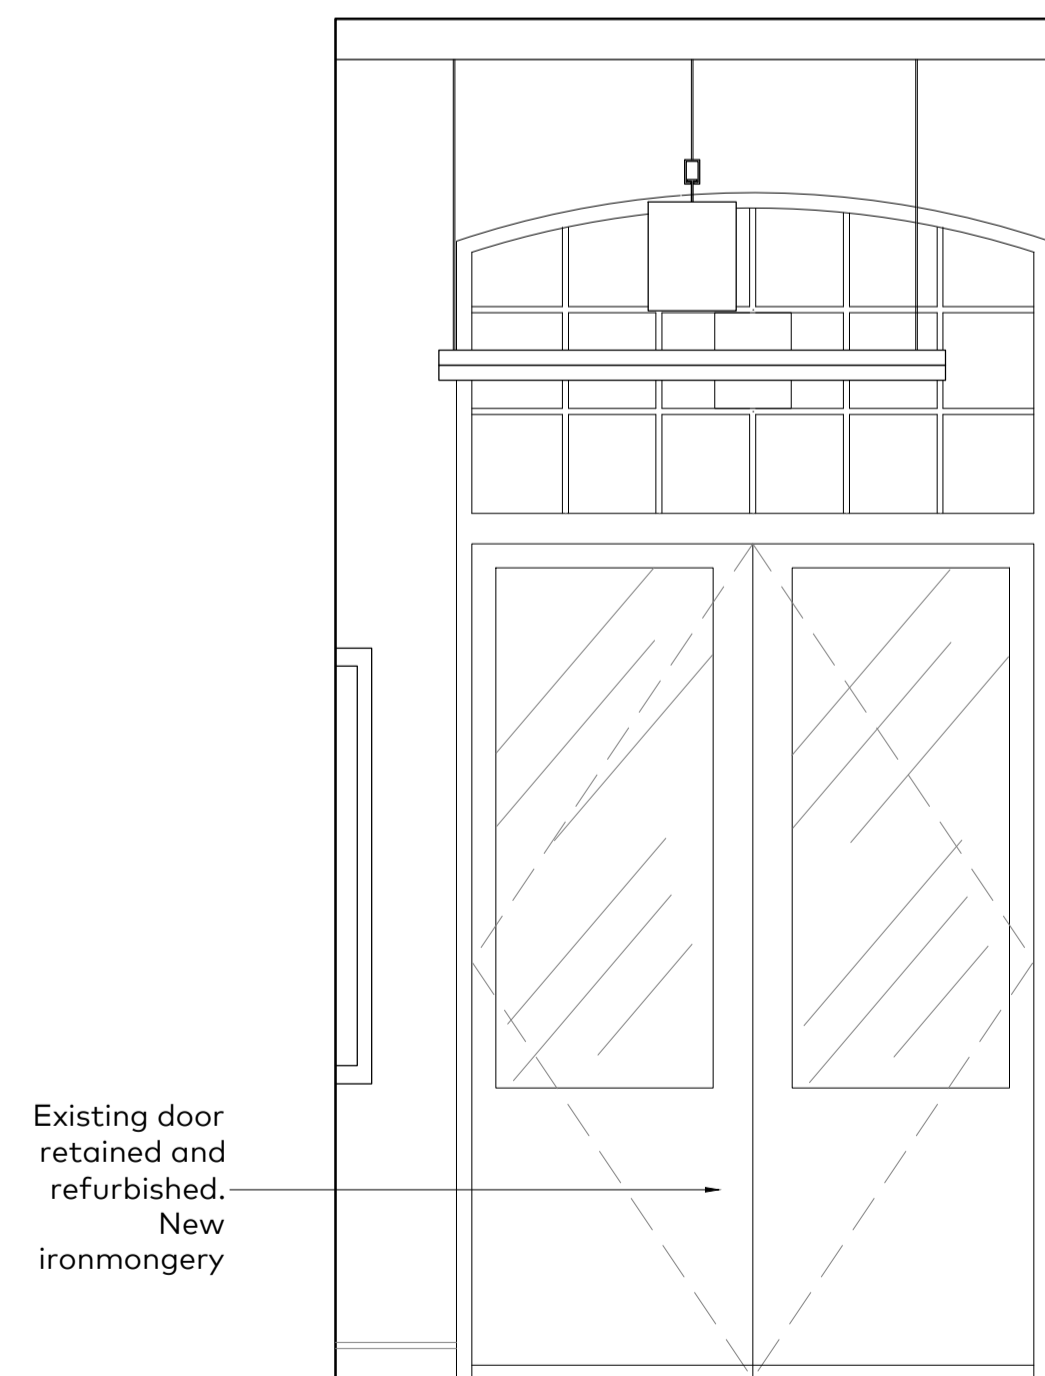 Existing door
retained and
refurbished.
New
ironmongery